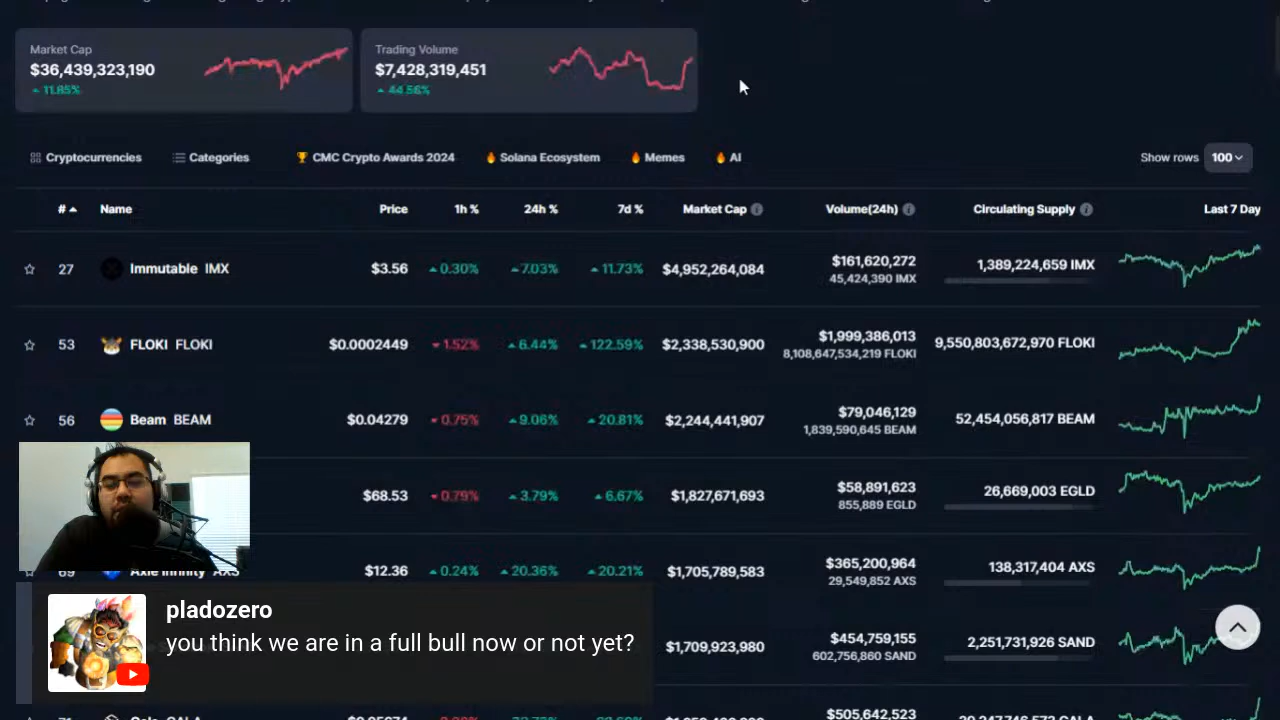 Market Cap
$36,439,323,190
11.85%
Trading Volume
$7,428,319,451
44.56%
Cryptocurrencies Categories CMC Crypto Awards 2024 Solana Ecosystem Memes AI Show rows 100
# Name Price 1h % 24h % 7d % Market Cap Volume(24h) Circulating Supply Last 7 Day
27 Immutable IMX $3.56 0.30% 7.03% 11.73% $4,952,264,084 $161,620,272 1,389,224,659 IMX
45,424,390 IMX
53 FLOKI FLOKI $0.0002449 1.52% 6.44% 122.59% $2,338,530,900 $1,999,386,013 9,550,803,672,970 FLOKI
8,108,647,534,219 FLOKI
56 Beam BEAM $0.04279 0.75% 9.06% 20.81% $2,244,441,907 $79,046,129 52,454,056,817 BEAM
1,839,590,645 BEAM
$68.53 0.79% 3.79% 6.67% $1,827,671,693 $58,891,623 26,669,003 EGLD
855,889 EGLD
69 Axie Infinity AXS $12.36 0.24% 20.36% 20.21% $1,705,789,583 $365,200,964 138,317,404 AXS
29,549,852 AXS
$1,709,923,980 $454,759,155 2,251,731,926 SAND
602,756,860 SAND
pladozero
you think we are in a full bull now or not yet?
$505,642,523